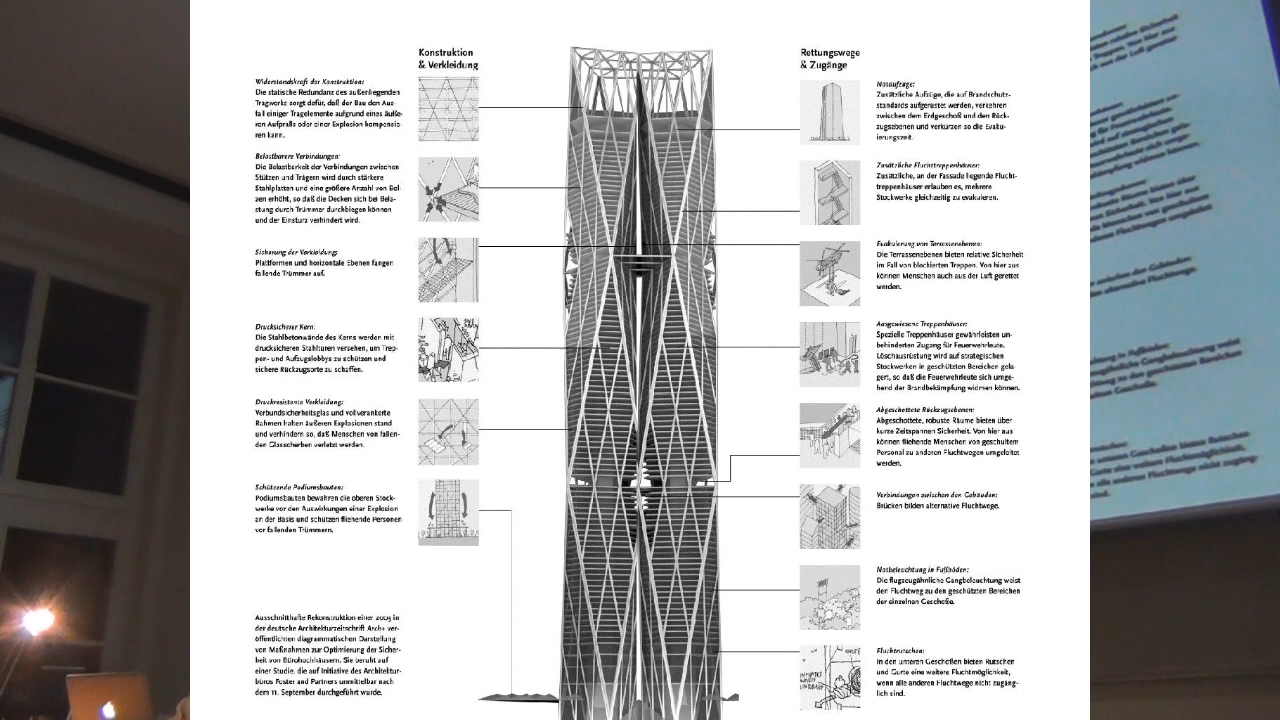 Konstruktion
& Verkleidung
Widerstandskraft der Konstruktion:
Die statische Redundanz des außenliegenden
Tragwerks sorgt dafür, daß der Bau den Aus-
fall einiger Tragelemente aufgrund eines äuße-
ren Aufpralls oder einer Explosion kompensie-
ren kann.
Belastbarere Verbindungen:
Die Belastbarkeit der Verbindungen zwischen
Stützen und Trägern wird durch stärkere
Stahlplatten und eine größere Anzahl von Bol-
zen erhöht, so daß die Decken sich bei Bela-
stung durch Trümmer durchbiegen können
und der Einsturz verhindert wird.
Sicherung der Verkleidung:
Plattformen und horizontale Ebenen fangen
fallende Trümmer auf.
Drucksicherer Kern:
Die Stahlbetonwände des Kerns werden mit
drucksicheren Stahlturen versehen, um Trep-
pen- und Aufzugslobbys zu schützen und
sichere Rückzugsorte zu schaffen.
Druckresistente Verkleidung:
Verbundsicherheitsglas und voll verankerte
Rahmen halten äußeren Explosionen stand
und verhindern so, daß Menschen von fallen-
den Glasscherben verletzt werden.
Schützende Podiumsbauten:
Podiumsbauten bewahren die oberen Stock-
werke vor den Auswirkungen einer Explosion
an der Basis und schützen fliehende Personen
vor fallenden Trümmern.
Ausschnitthafte Rekonstruktion einer 2003 in
der deutsche Architekturzeitschrift Arch+ ver-
öffentlichten diagrammatischen Darstellung
von Maßnahmen zur Optimierung der Sicher-
heit von Bürohochhäusern. Sie beruht auf
einer Studie, die auf Initiative des Architektur-
büros Foster and Partners unmittelbar nach
dem 11. September durchgeführt wurde.
Rettungswege
& Zugänge
Notaufzüge:
Zusätzliche Aufzüge, die auf Brandschutz-
standards aufgerüstet werden, verkehren
zwischen dem Erdgeschoß und den Rück-
zugsebenen und verkürzen so die Evaku-
ierungszeit.
Zusätzliche Fluchttreppenhäuser:
Zusätzliche, an der Fassade liegende Flucht-
treppenhäuser erlauben es, mehrere
Stockwerke gleichzeitig zu evakuieren.
Evakuierung von Terrassenebenen:
Die Terrassenebenen bieten relative Sicherheit
im Fall von blockierten Treppen. Von hier aus
können Menschen auch aus der Luft gerettet
werden.
Ausgewiesene Treppenhäuser:
Spezielle Treppenhäuser gewährleisten un-
behinderten Zugang für Feuerwehrleute.
Löschausrüstung wird auf strategischen
Stockwerken in geschützten Bereichen gela-
gert, so daß die Feuerwehrleute sich umge-
hend der Brandbekämpfung widmen können.
Abgeschottete Rückzugsebenen:
Abgeschottete, robuste Räume bieten über
kurze Zeitspannen Sicherheit. Von hier aus
können fliehende Menschen von geschultem
Personal zu anderen Fluchtwegen umgeleitet
werden.
Verbindungen zwischen den Gebäuden:
Brücken bilden alternative Fluchtwege.
Notbeleuchtung in Fußböden:
Die flugzeugähnliche Gangbeleuchtung weist
den Fluchtweg zu den geschützten Bereichen
der einzelnen Geschoße.
Fluchtrutschen:
In den unteren Geschoßen bieten Rutschen
und Gurte eine weitere Fluchtmöglichkeit,
wenn alle anderen Fluchtwege nicht zugäng-
lich sind.